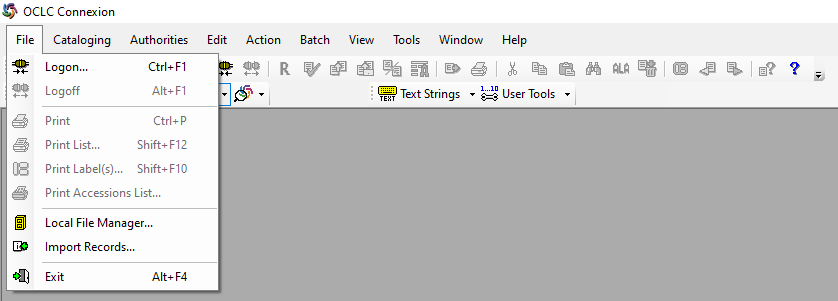 OCLC Connexion
File Cataloging Authorities Edit Action Batch View Tools Window Help
Logon... Ctrl+F1
Logoff Alt+F1
R ALA ?
TEXT Text Strings 1...10 User Tools
Print Ctrl+P
Print List... Shift+F12
Print Label(s)... Shift+F10
Print Accessions List...
Local File Manager...
Import Records...
Exit Alt+F4